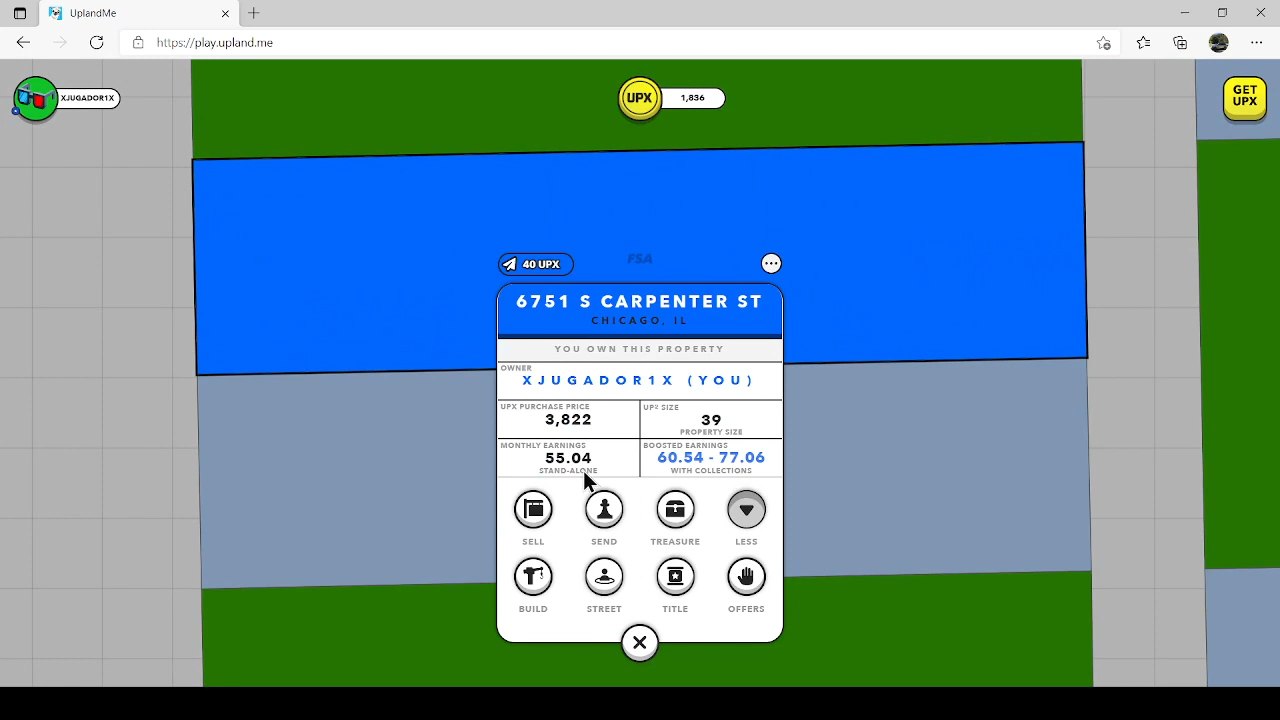 UplandMe
https://play.upland.me
XJUGADOR1X
UPX
1,836
GET
UPX
40 UPX
FSA
6751 S CARPENTER ST
CHICAGO, IL
YOU OWN THIS PROPERTY
OWNER
XJUGADOR1X (YOU)
UPX PURCHASE PRICE
3,822
UP² SIZE
39
PROPERTY SIZE
MONTHLY EARNINGS
55.04
STAND-ALONE
BOOSTED EARNINGS
60.54 - 77.06
WITH COLLECTIONS
SELL
SEND
TREASURE
LESS
BUILD
STREET
TITLE
OFFERS